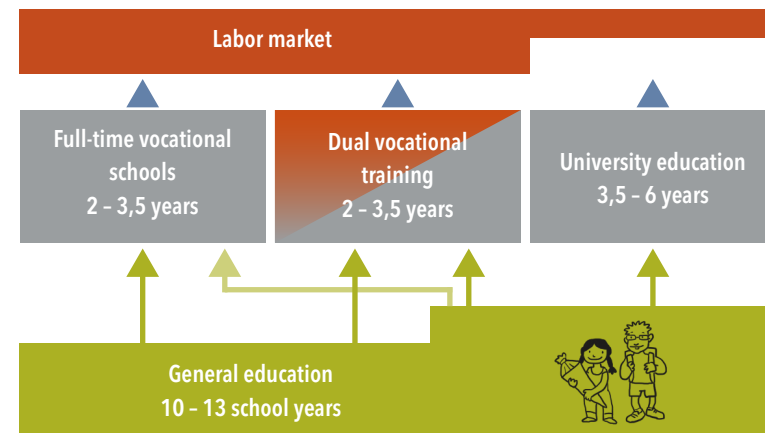 Labor market
Full-time vocational
schools
2 – 3,5 years
Dual vocational
training
2 – 3,5 years
University education
3,5 – 6 years
General education
10 – 13 school years